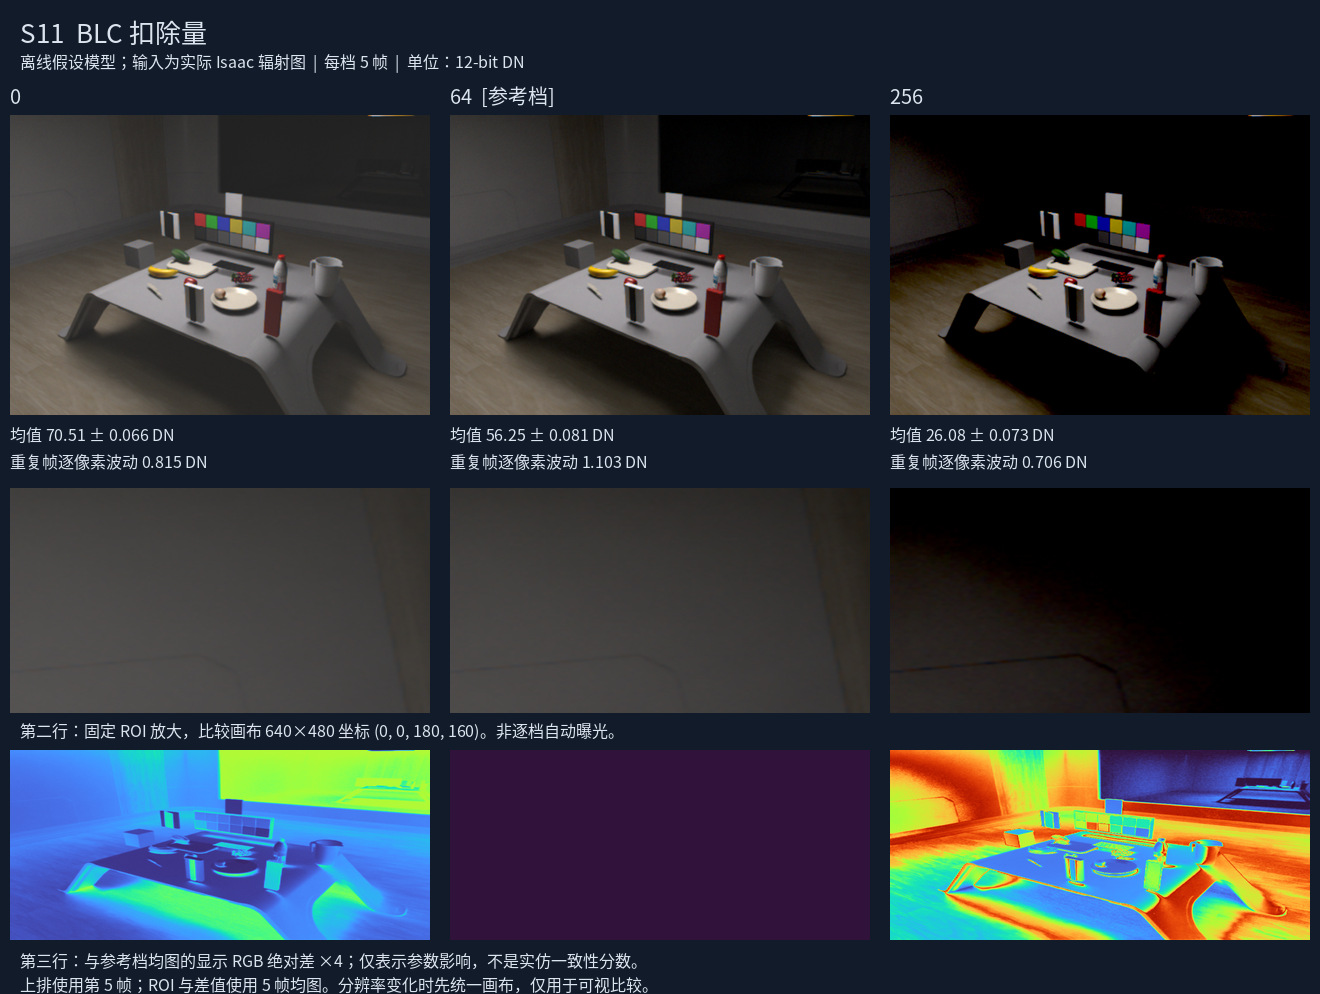 S11 BLC 扣除量
离线假设模型；输入为实际 Isaac 辐射图 | 每档 5 帧 | 单位：12-bit DN
0
64 [参考档]
256
均值 70.51 ± 0.066 DN
重复帧逐像素波动 0.815 DN
均值 56.25 ± 0.081 DN
重复帧逐像素波动 1.103 DN
均值 26.08 ± 0.073 DN
重复帧逐像素波动 0.706 DN
第二行：固定 ROI 放大，比较画布 640×480 坐标 (0, 0, 180, 160)。非逐档自动曝光。
第三行：与参考档均图的显示 RGB 绝对差 ×4；仅表示参数影响，不是实仿一致性分数。
上排使用第 5 帧；ROI 与差值使用 5 帧均图。分辨率变化时先统一画布，仅用于可视比较。